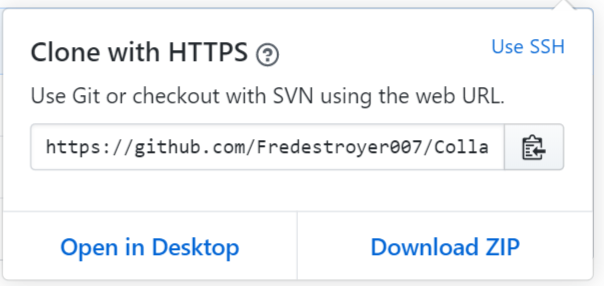 Clone with HTTPS ?
Use SSH
Use Git or checkout with SVN using the web URL.
https://github.com/Fredestroyer007/Colla
Open in Desktop
Download ZIP